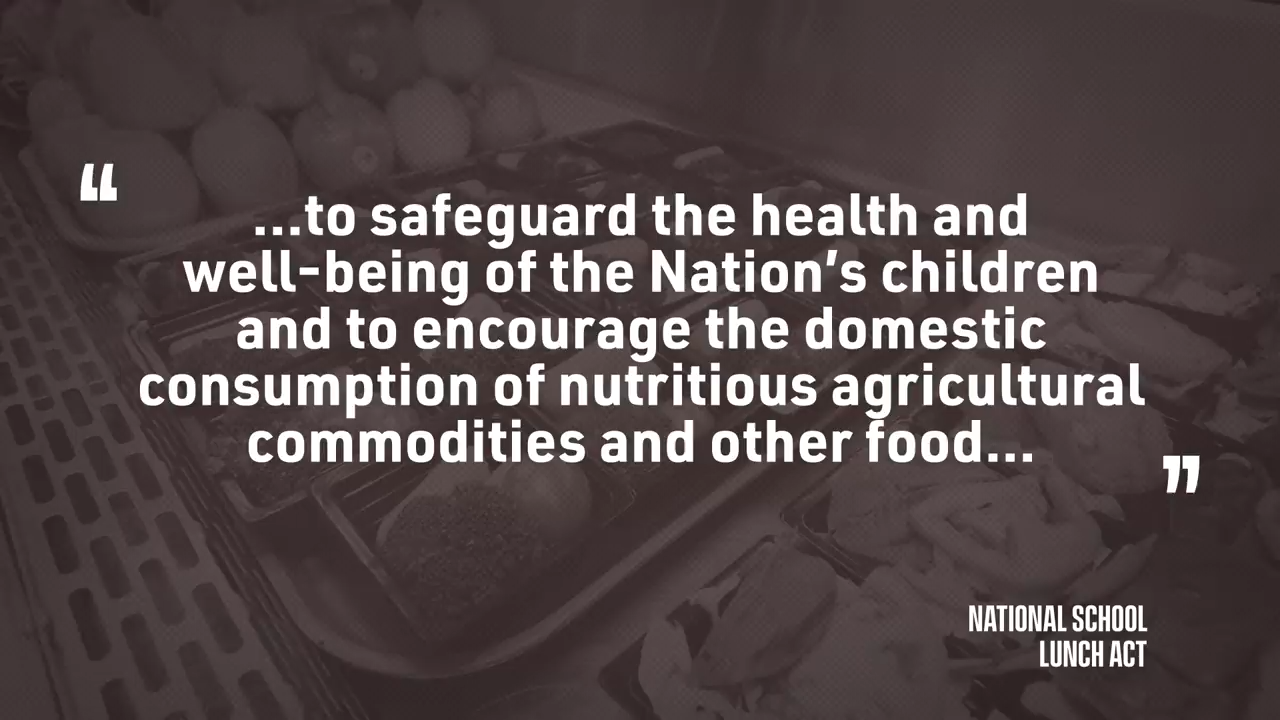 “
…to safeguard the health and
well-being of the Nation’s children
and to encourage the domestic
consumption of nutritious agricultural
commodities and other food…
”
NATIONAL SCHOOL
LUNCH ACT